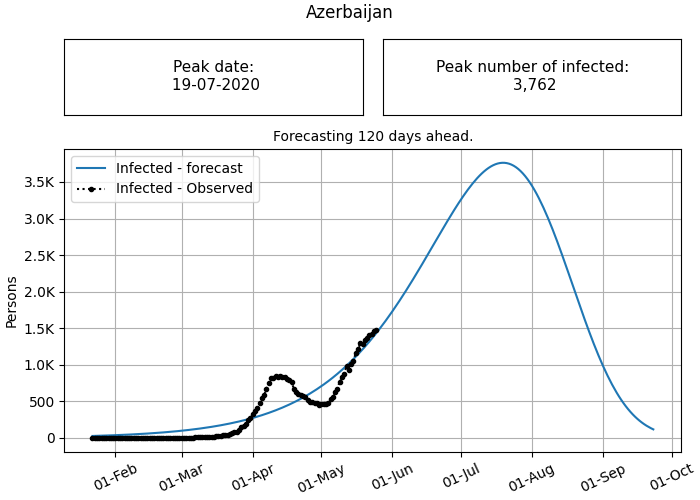 Azerbaijan
Peak date:
19-07-2020
Peak number of infected:
3,762
Forecasting 120 days ahead.
Infected - forecast
Infected - Observed
Persons
3.5K
3.0K
2.5K
2.0K
1.5K
1.0K
500
0
01-Feb
01-Mar
01-Apr
01-May
01-Jun
01-Jul
01-Aug
01-Sep
01-Oct